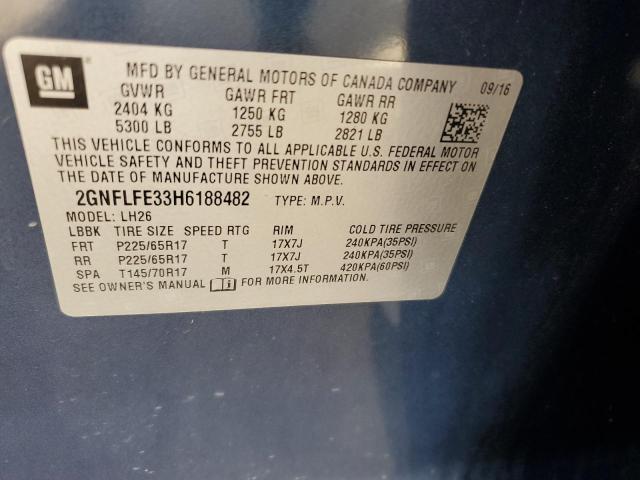 GM
MFD BY GENERAL MOTORS OF CANADA COMPANY 09/16
GVWR GAWR FRT GAWR RR
2404 KG 1250 KG 1280 KG
5300 LB 2755 LB 2821 LB
THIS VEHICLE CONFORMS TO ALL APPLICABLE U.S. FEDERAL MOTOR
VEHICLE SAFETY AND THEFT PREVENTION STANDARDS IN EFFECT ON
THE DATE OF MANUFACTURE SHOWN ABOVE.
2GNFLFE33H6188482 TYPE: M.P.V.
MODEL: LH26
LBBK TIRE SIZE SPEED RTG RIM COLD TIRE PRESSURE
FRT P225/65R17 T 17X7J 240KPA(35PSI)
RR P225/65R17 T 17X7J 240KPA(35PSI)
SPA T145/70R17 M 17X4.5T 420KPA(60PSI)
SEE OWNER'S MANUAL FOR MORE INFORMATION.